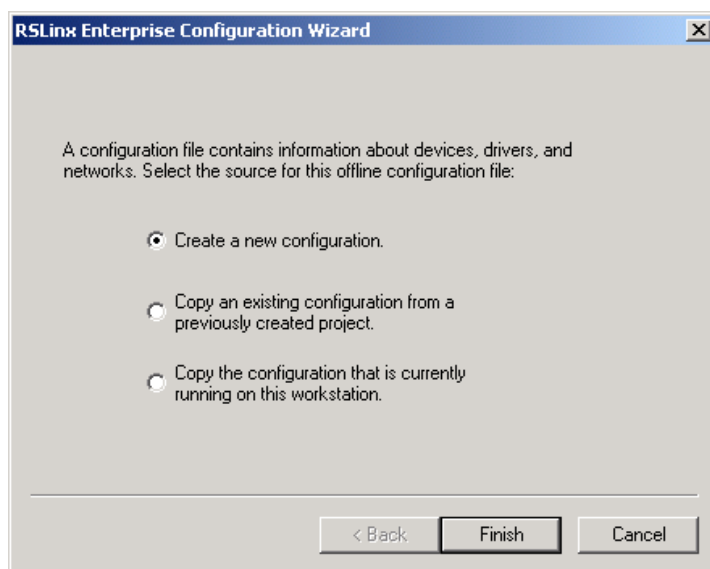 RSLinx Enterprise Configuration Wizard
A configuration file contains information about devices, drivers, and
networks. Select the source for this offline configuration file:
Create a new configuration.
Copy an existing configuration from a
previously created project.
Copy the configuration that is currently
running on this workstation.
< Back
Finish
Cancel